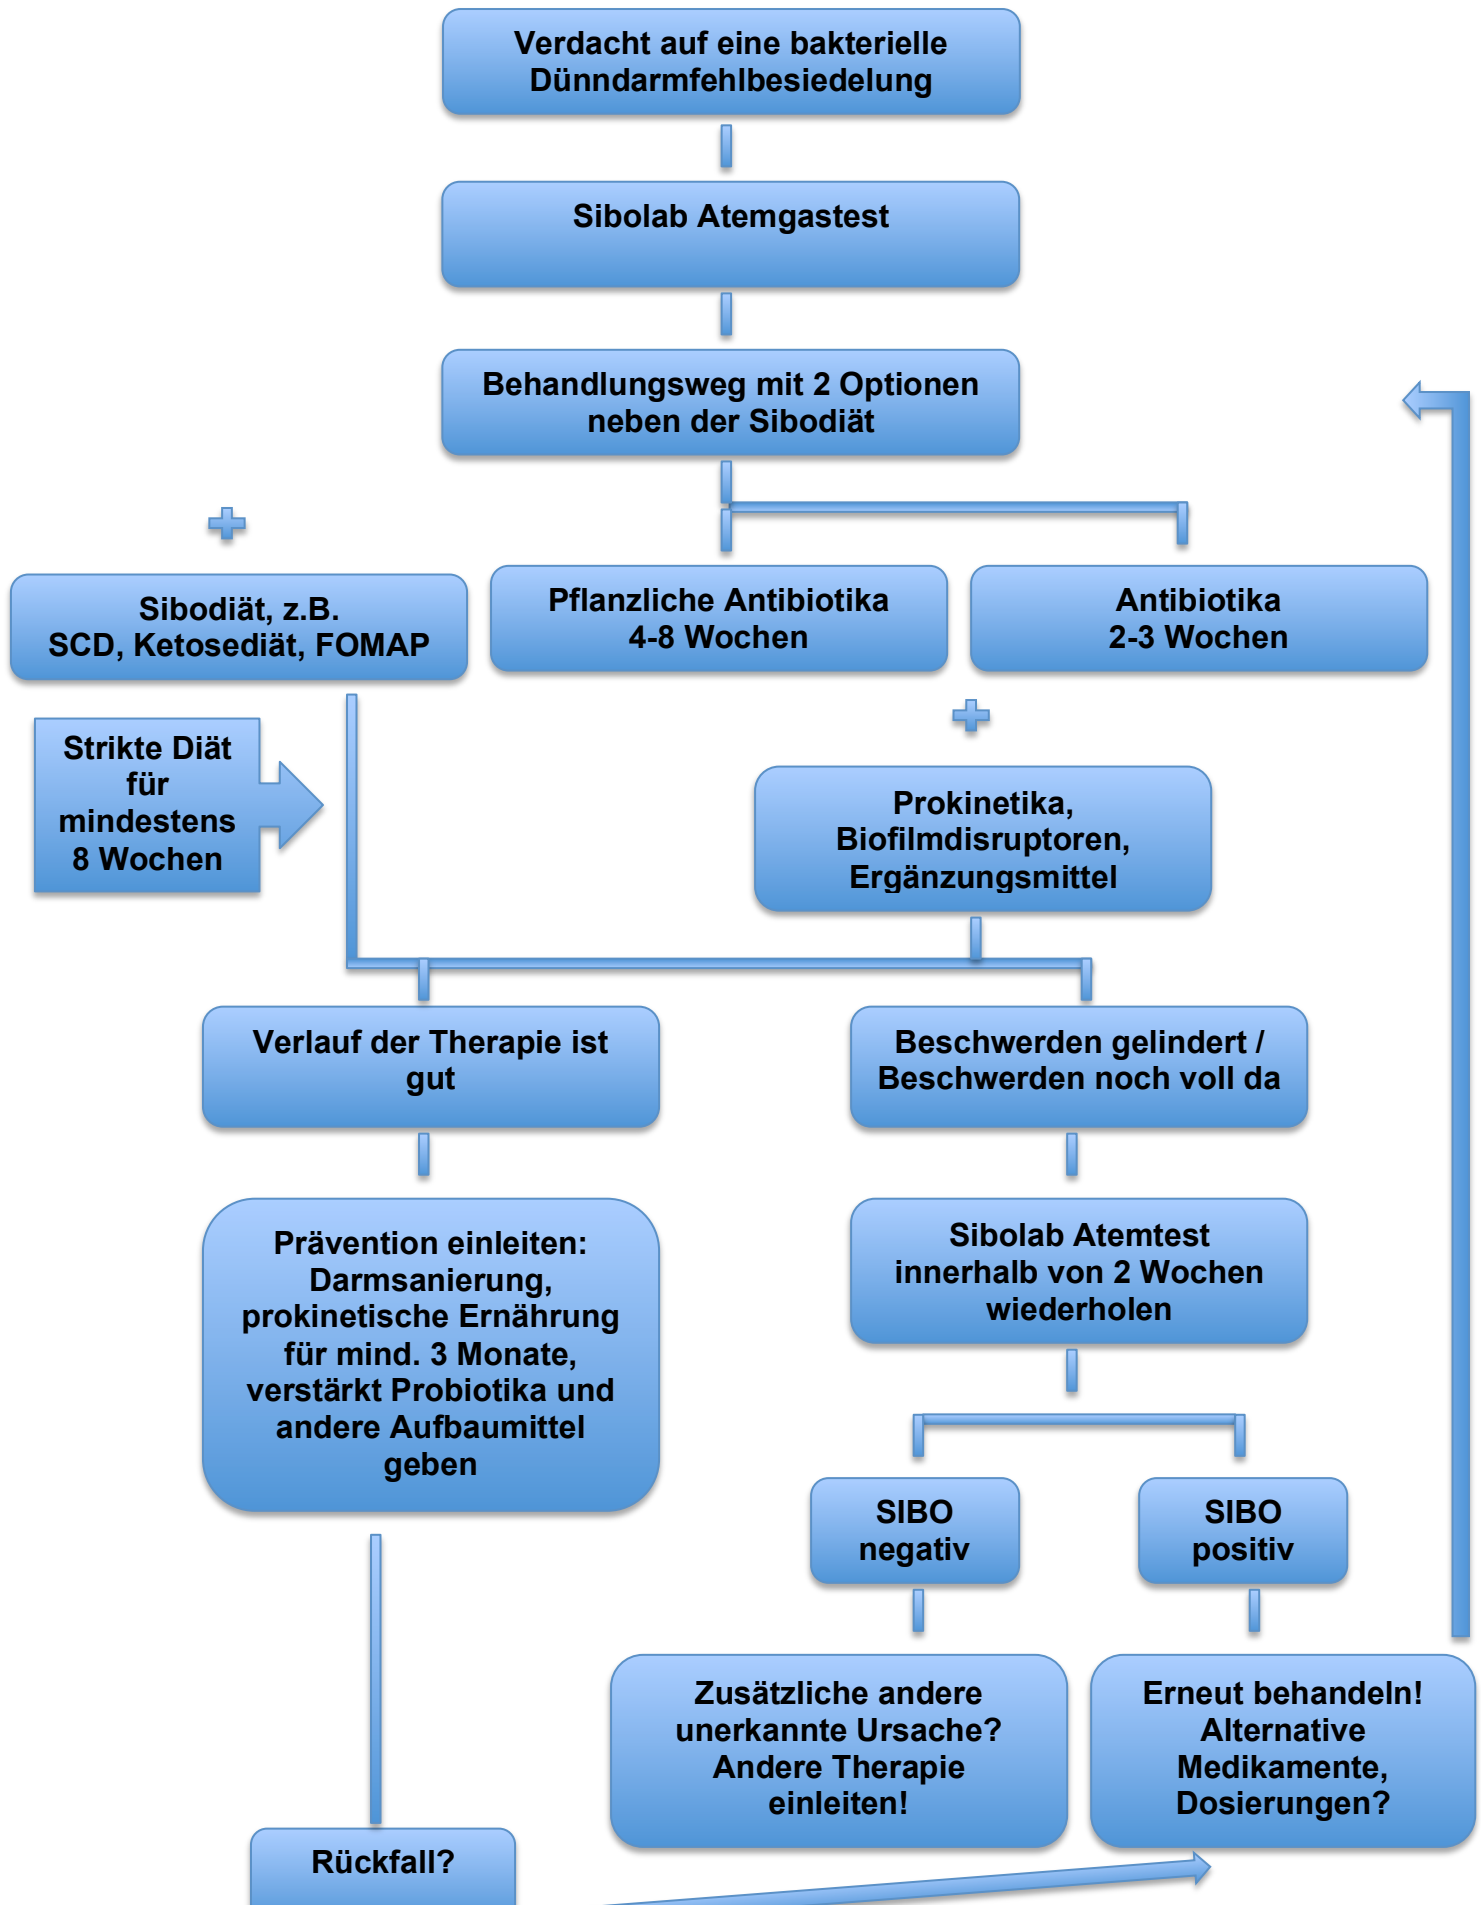 Verdacht auf eine bakterielle
Dünndarmfehlbesiedelung
Sibolab Atemgastest
Behandlungsweg mit 2 Optionen
neben der Sibodiät
Sibodiät, z.B.
SCD, Ketosediät, FOMAP
Pflanzliche Antibiotika
4-8 Wochen
Antibiotika
2-3 Wochen
Strikte Diät
für
mindestens
8 Wochen
Prokinetika,
Biofilmdisruptoren,
Ergänzungsmittel
Verlauf der Therapie ist
gut
Beschwerden gelindert /
Beschwerden noch voll da
Prävention einleiten:
Darmsanierung,
prokinetische Ernährung
für mind. 3 Monate,
verstärkt Probiotika und
andere Aufbaumittel
geben
Sibolab Atemtest
innerhalb von 2 Wochen
wiederholen
SIBO
negativ
SIBO
positiv
Zusätzliche andere
unerkannte Ursache?
Andere Therapie
einleiten!
Erneut behandeln!
Alternative
Medikamente,
Dosierungen?
Rückfall?